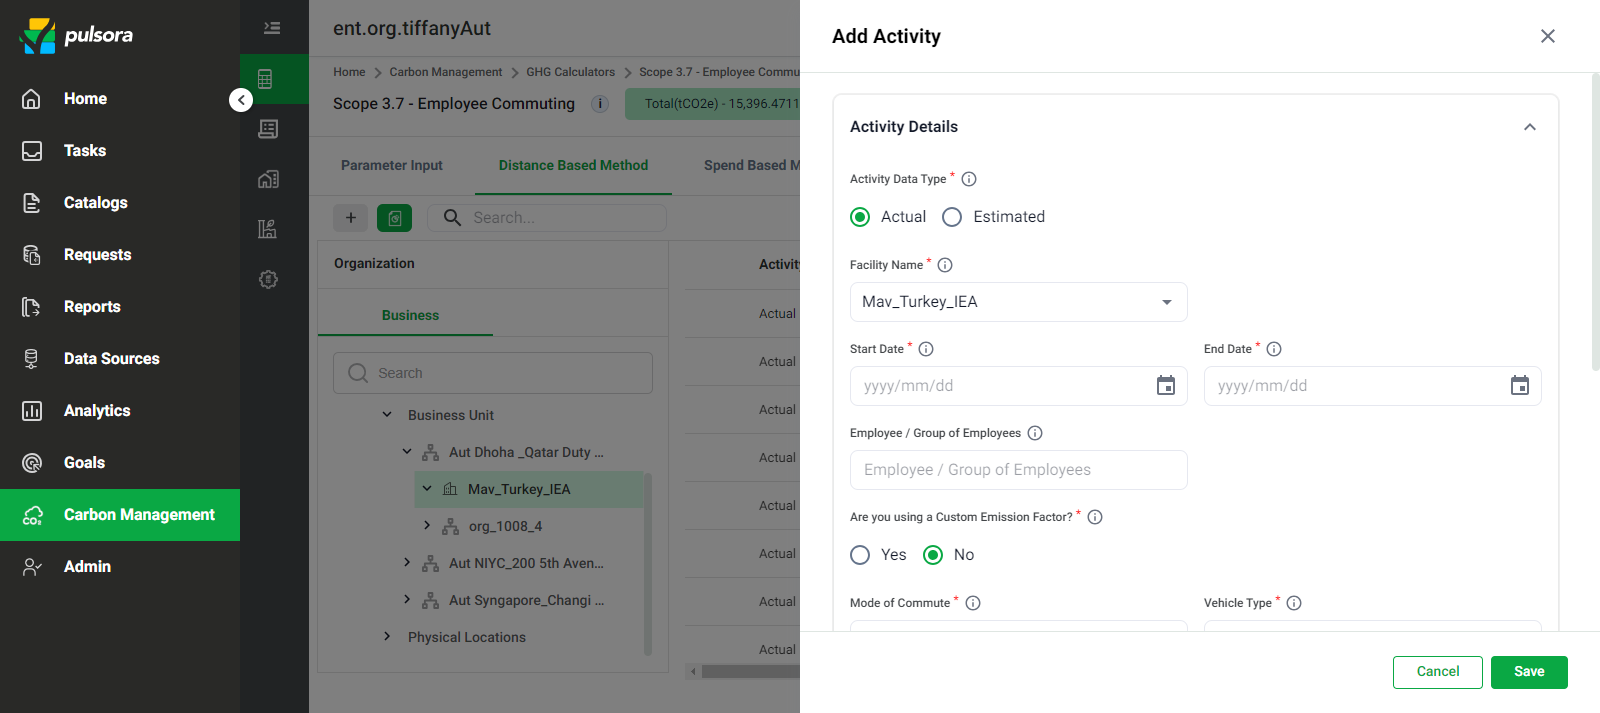 pulsora
Home
Tasks
Catalogs
Requests
Reports
Data Sources
Analytics
Goals
Carbon Management
Admin
ent.org.tiffanyAut
Home > Carbon Management > GHG Calculators > Scope 3.7 - Employee Commu
Scope 3.7 - Employee Commuting
Total(tCO2e) - 15,396.4711
Parameter Input
Distance Based Method
Spend Based M
Search...
Organization
Business
Search
Business Unit
Aut Dhoha _Qatar Duty ...
Mav_Turkey_IEA
org_1008_4
Aut NIYC_200 5th Aven...
Aut Syngapore_Changi ...
Physical Locations
Activity
Actual
Actual
Actual
Actual
Actual
Actual
Actual
Actual
Add Activity
Activity Details
Activity Data Type *
Actual
Estimated
Facility Name *
Mav_Turkey_IEA
Start Date *
End Date *
yyyy/mm/dd
yyyy/mm/dd
Employee / Group of Employees
Employee / Group of Employees
Are you using a Custom Emission Factor? *
Yes
No
Mode of Commute *
Vehicle Type *
Cancel
Save